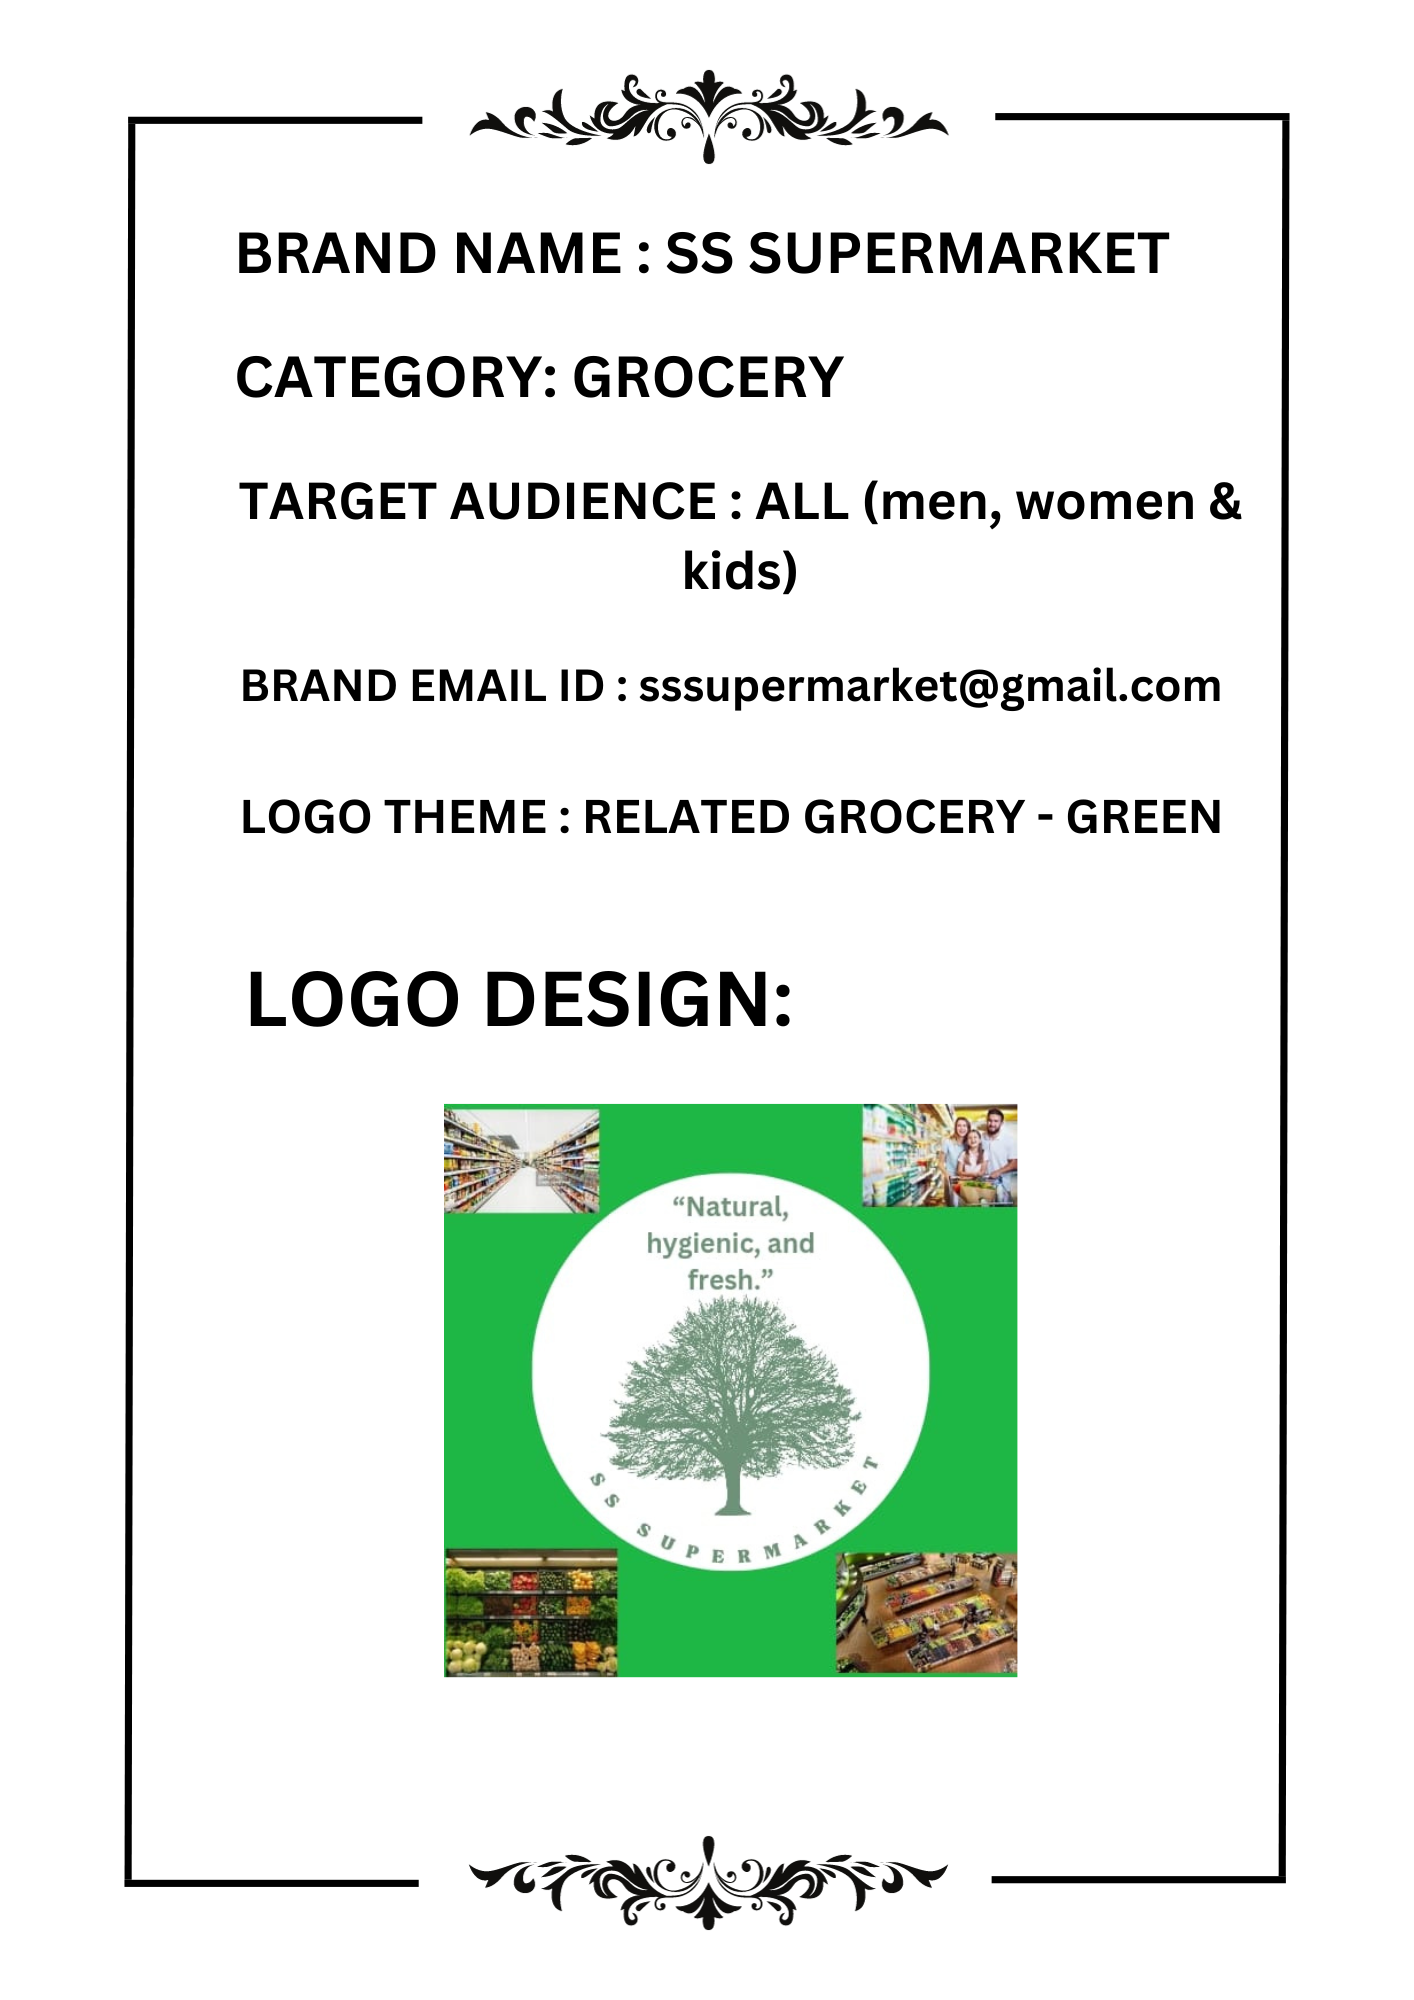 BRAND NAME : SS SUPERMARKET
CATEGORY: GROCERY
TARGET AUDIENCE : ALL (men, women &
kids)
BRAND EMAIL ID : sssupermarket@gmail.com
LOGO THEME : RELATED GROCERY - GREEN
LOGO DESIGN:
“Natural,
hygienic, and
fresh.”
SS SUPERMARKET